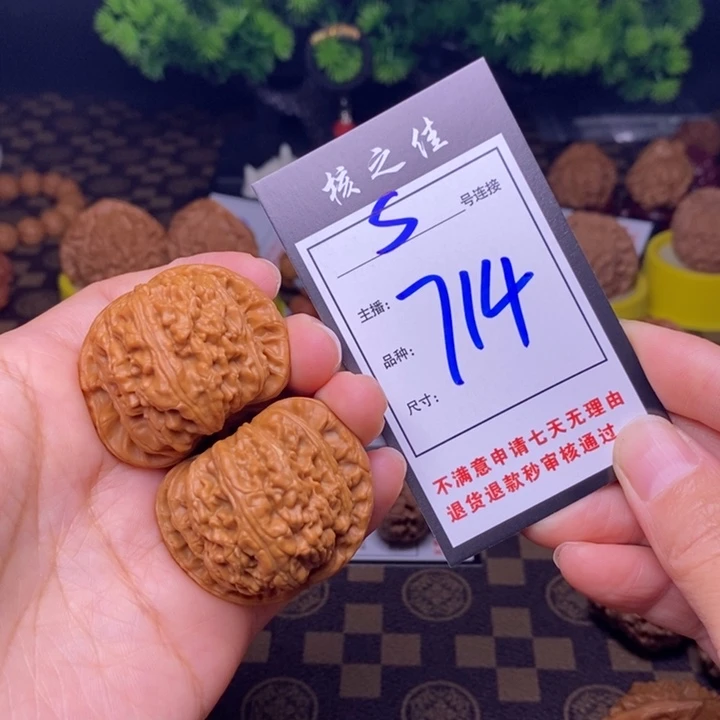 核之佳
S 号连接
主播：
714
品种：
尺寸：
不满意申请七天无理由
退货退款秒审核通过